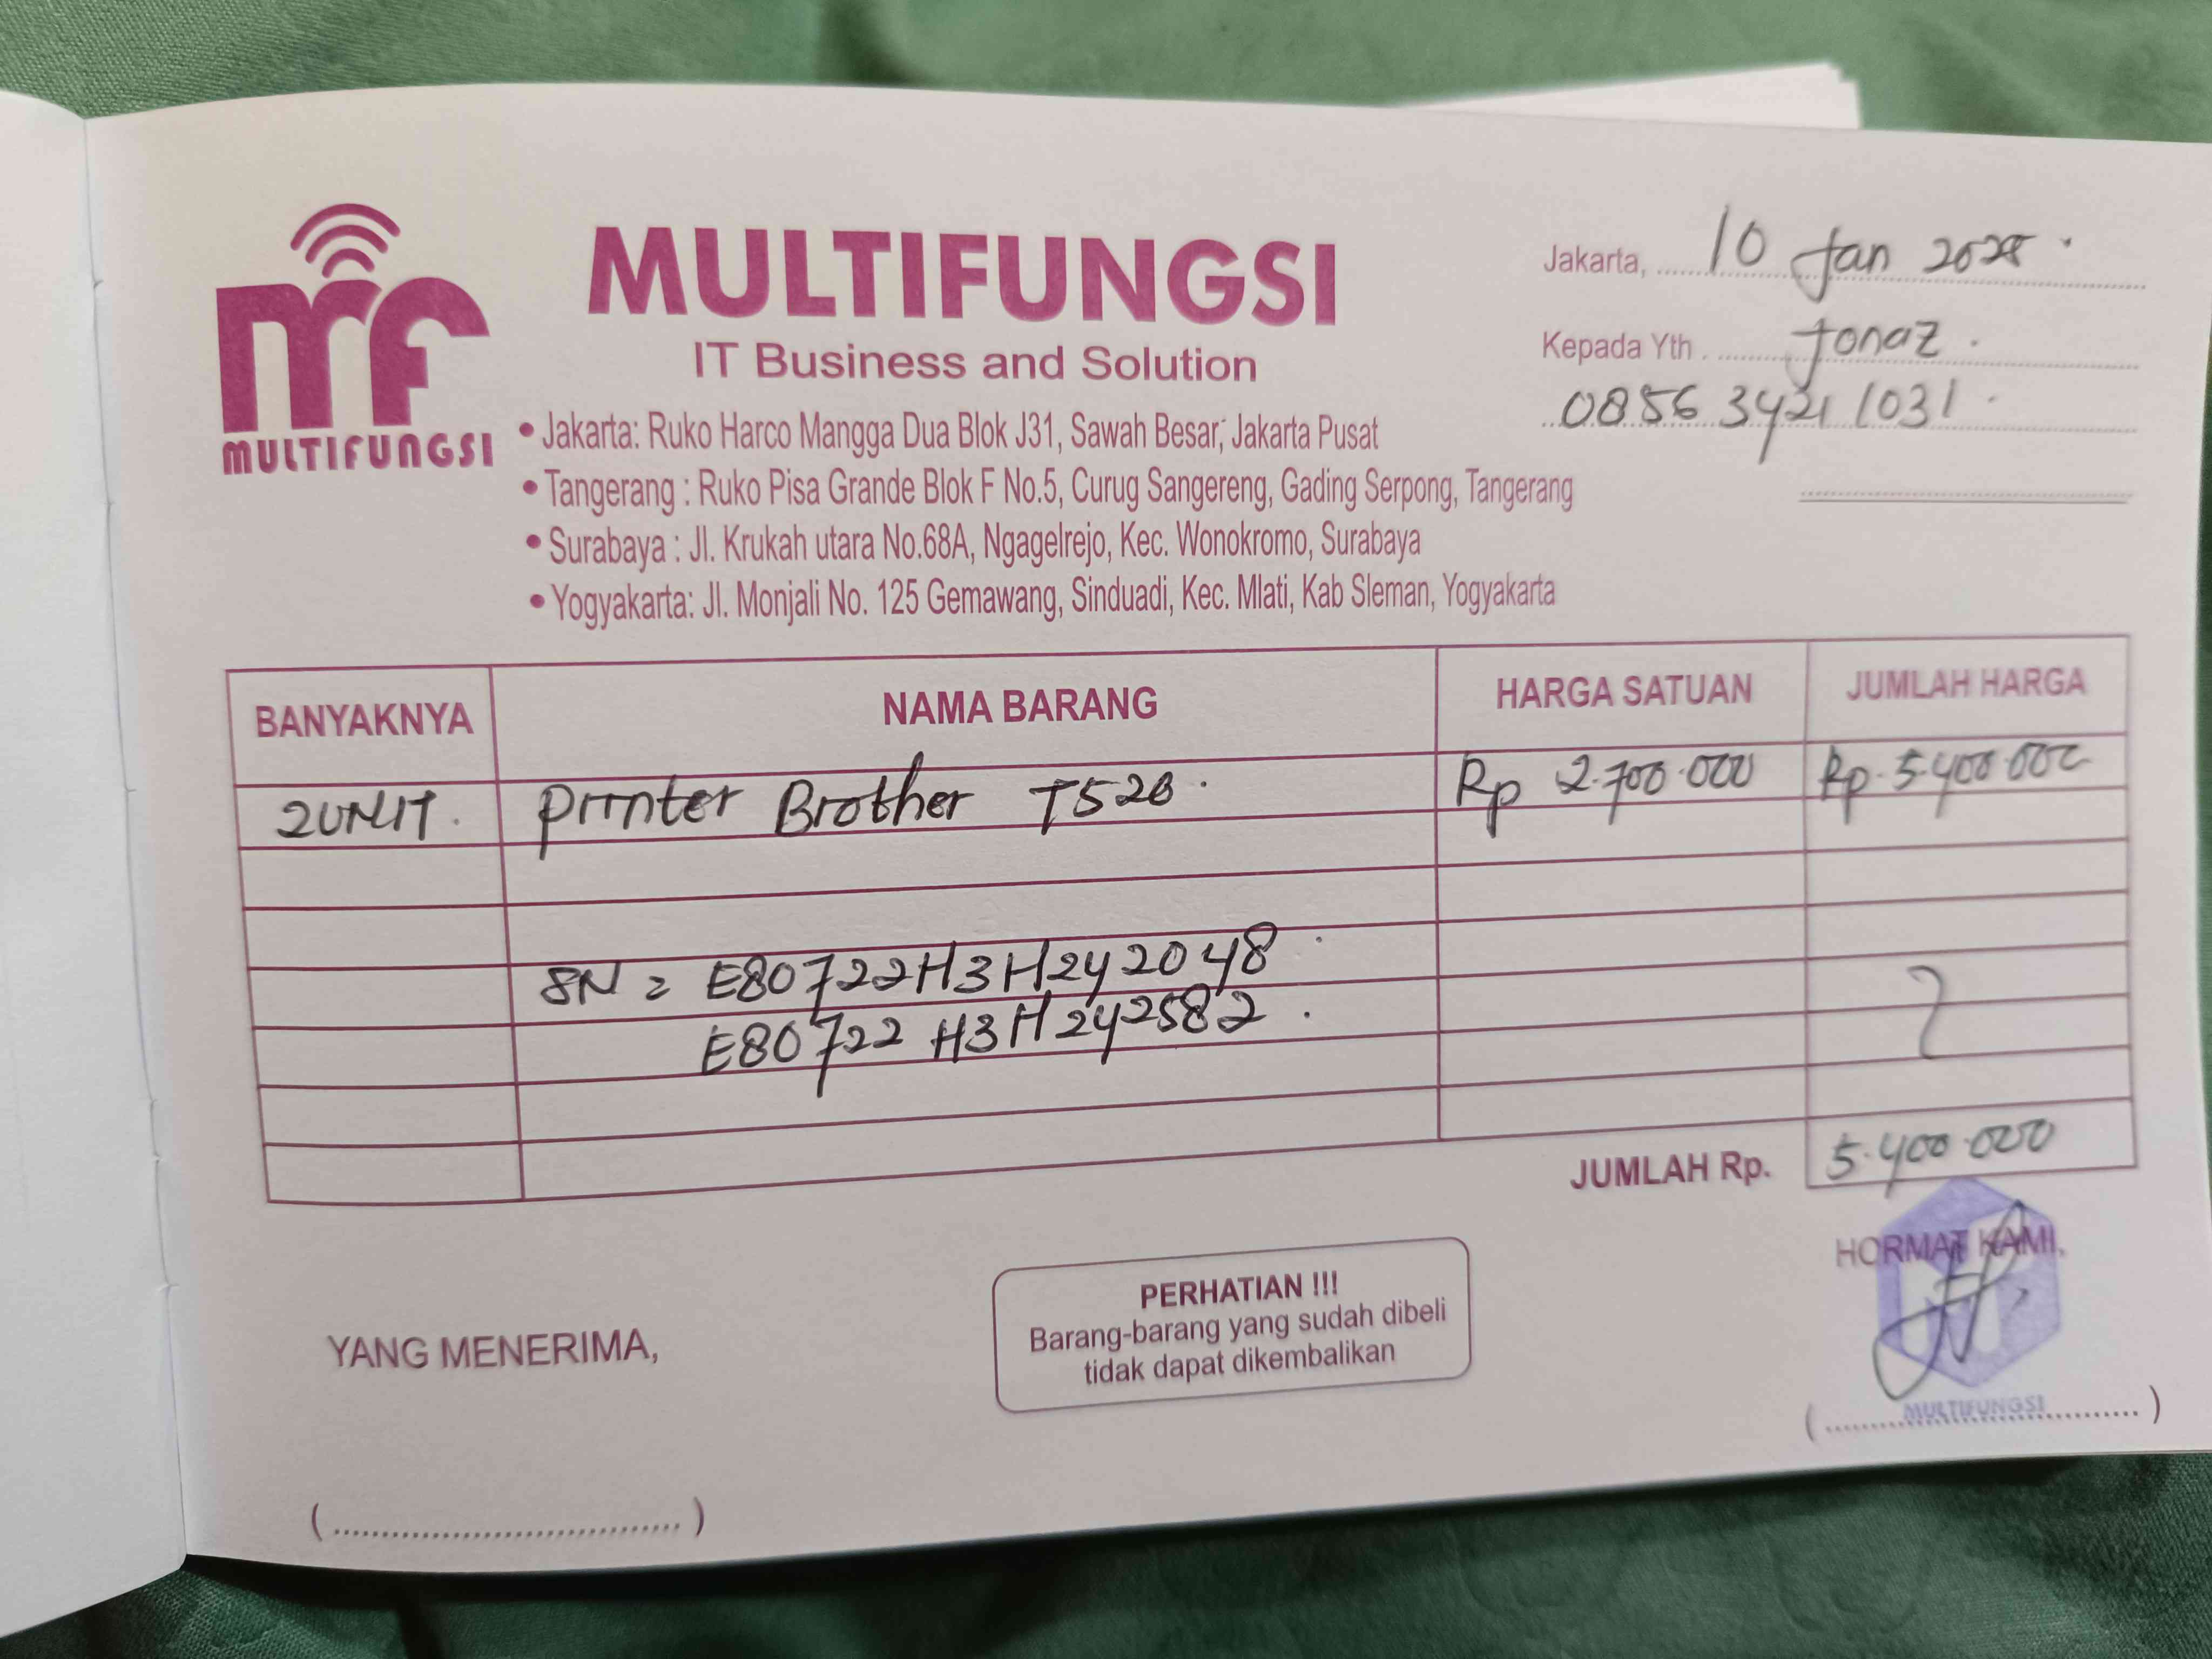 mf
MULTIFUNGSI
MULTIFUNGSI
IT Business and Solution
• Jakarta: Ruko Harco Mangga Dua Blok J31, Sawah Besar, Jakarta Pusat
• Tangerang : Ruko Pisa Grande Blok F No.5, Curug Sangereng, Gading Serpong, Tangerang
• Surabaya : Jl. Krukah utara No.68A, Ngagelrejo, Kec. Wonokromo, Surabaya
• Yogyakarta: Jl. Monjali No. 125 Gemawang, Sinduadi, Kec. Mlati, Kab Sleman, Yogyakarta
Jakarta, 10 Jan
Kepada Yth. Jonaz.
0856 3421 1031.
BANYAKNYA NAMA BARANG HARGA SATUAN JUMLAH HARGA
2UNIT. Printer Brother T520. Rp 2.700.000 Rp. 5.400.000
SN = E80722H3H242048.
E80722H3H242582.
JUMLAH Rp. 5.400.000
YANG MENERIMA,
PERHATIAN !!!
Barang-barang yang sudah dibeli
tidak dapat dikembalikan
HORMAT KAMI,
MULTIFUNGSI